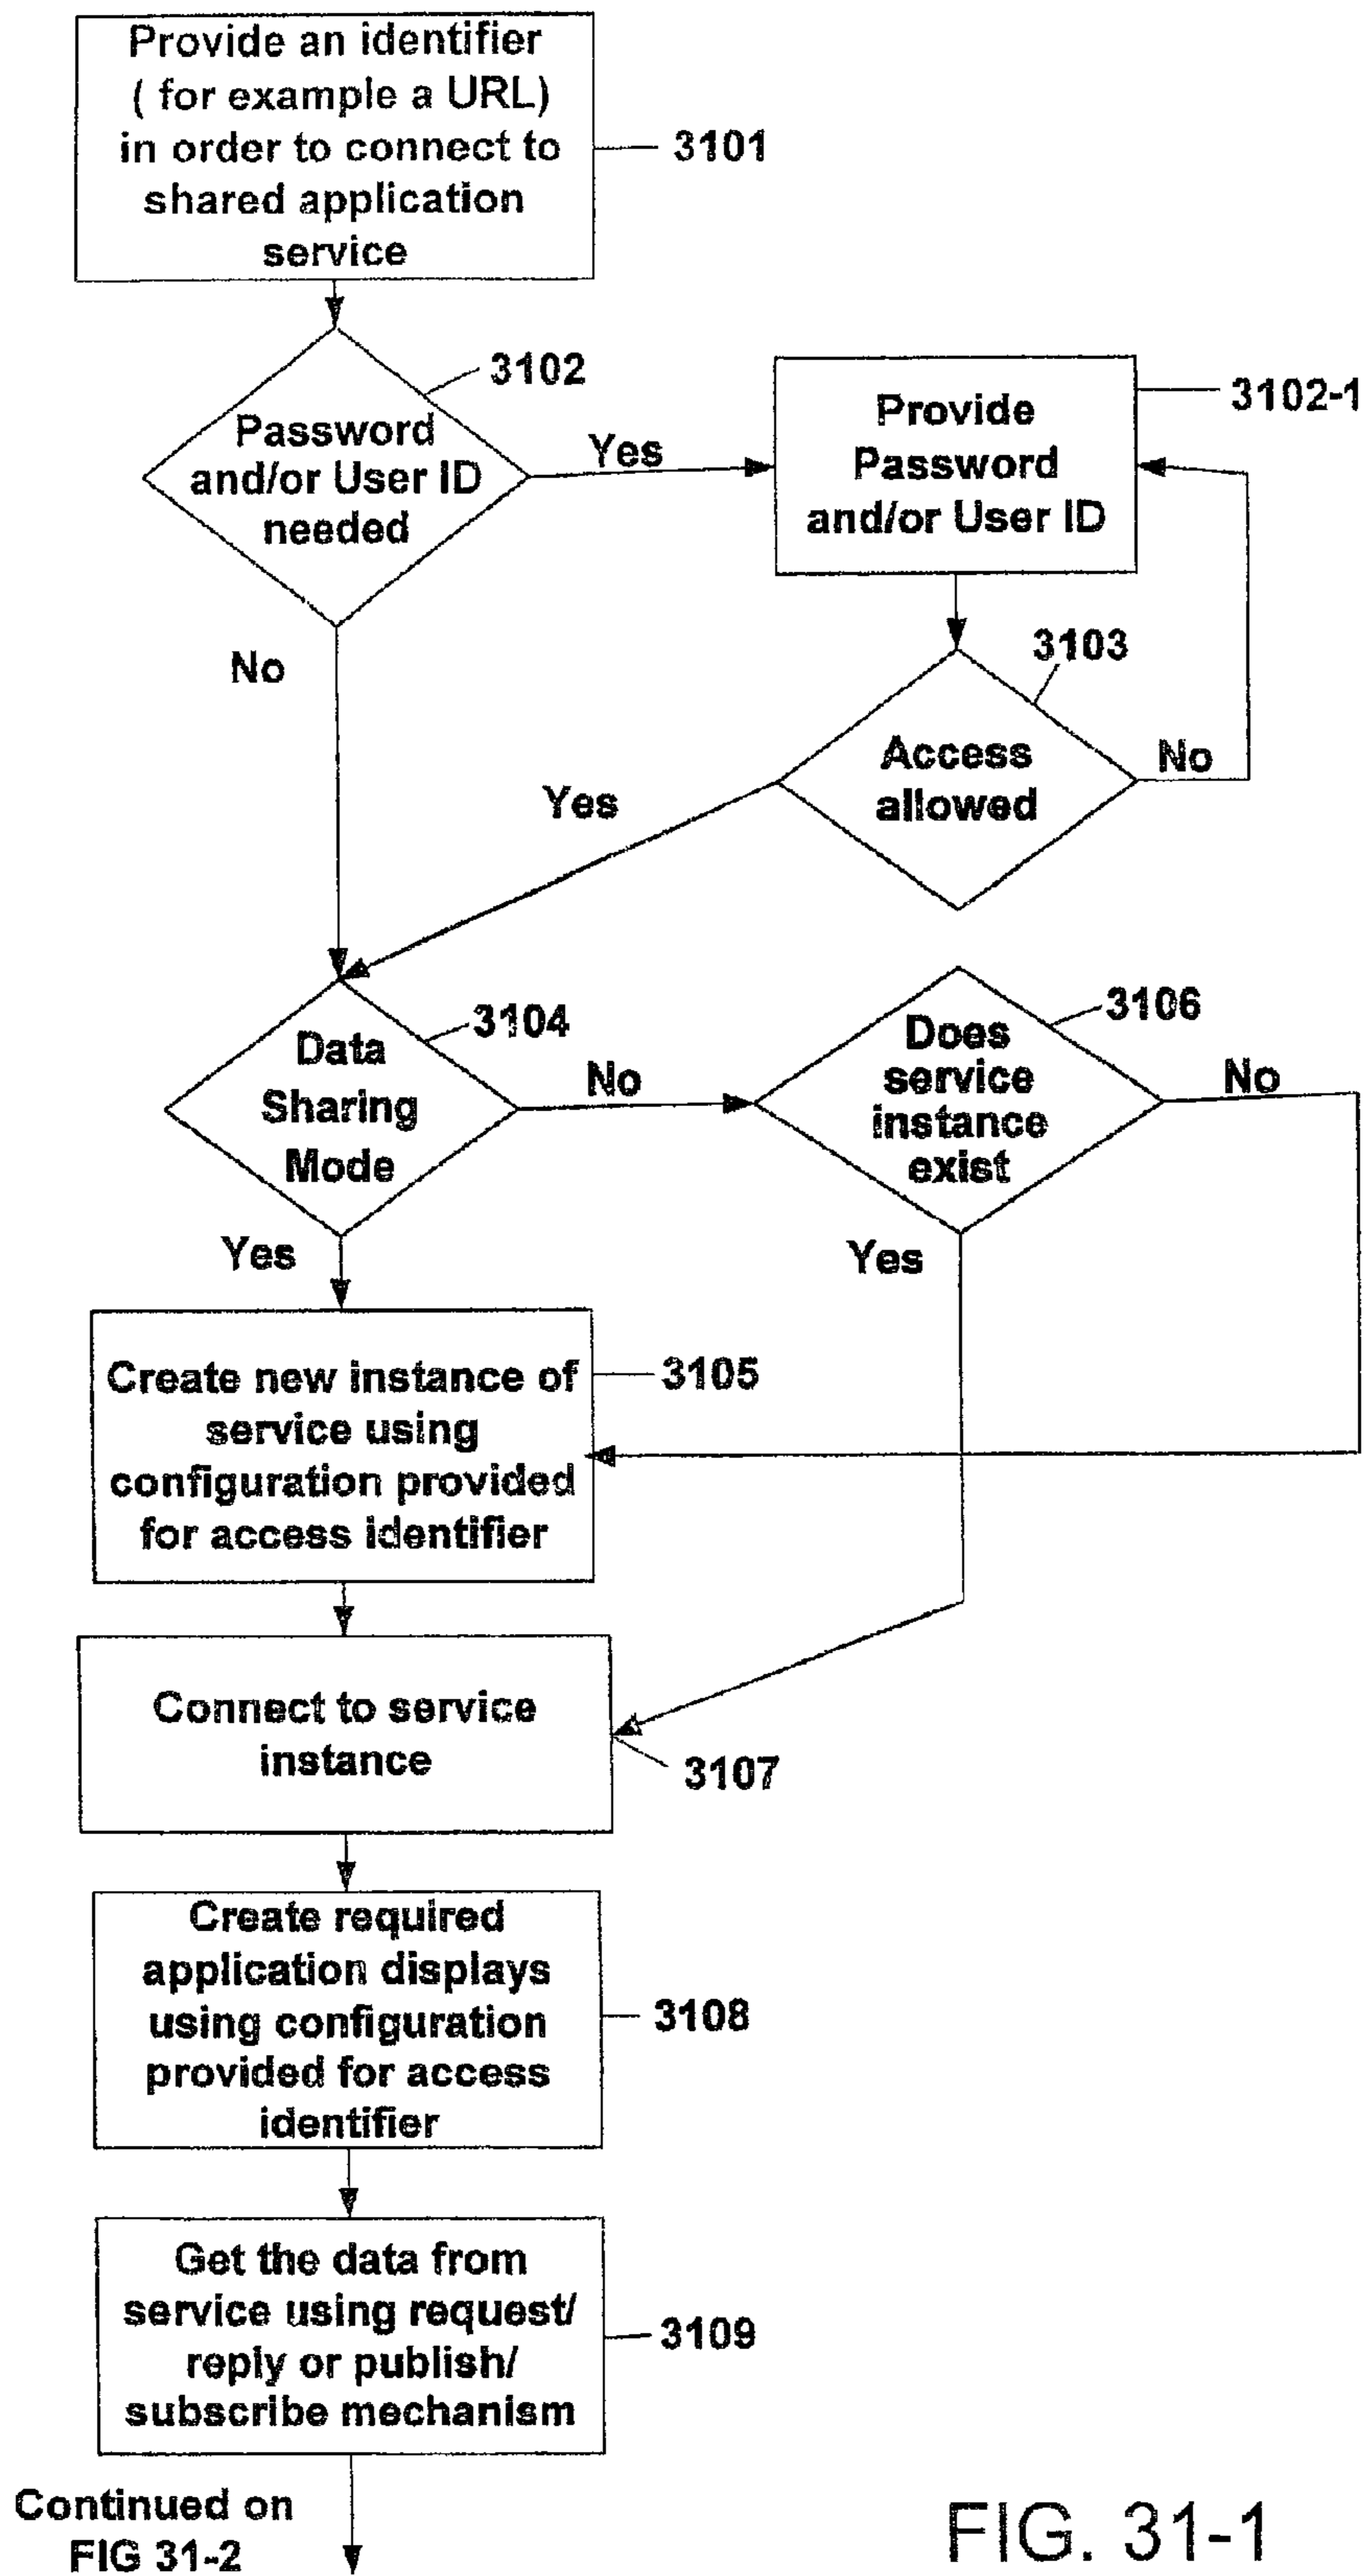 Provide an identifier
( for example a URL)
in order to connect to
shared application
service
3101
3102
Password
and/or User ID
needed
Yes
No
Provide
Password
and/or User ID
3102-1
3103
Access
allowed
No
Yes
3104
Data
Sharing
Mode
No
Yes
3106
Does
service
instance
exist
No
Yes
Create new instance of
service using
configuration provided
for access identifier
3105
Connect to service
instance
3107
Create required
application displays
using configuration
provided for access
identifier
3108
Get the data from
service using request/
reply or publish/
subscribe mechanism
3109
Continued on
FIG 31-2
FIG. 31-1